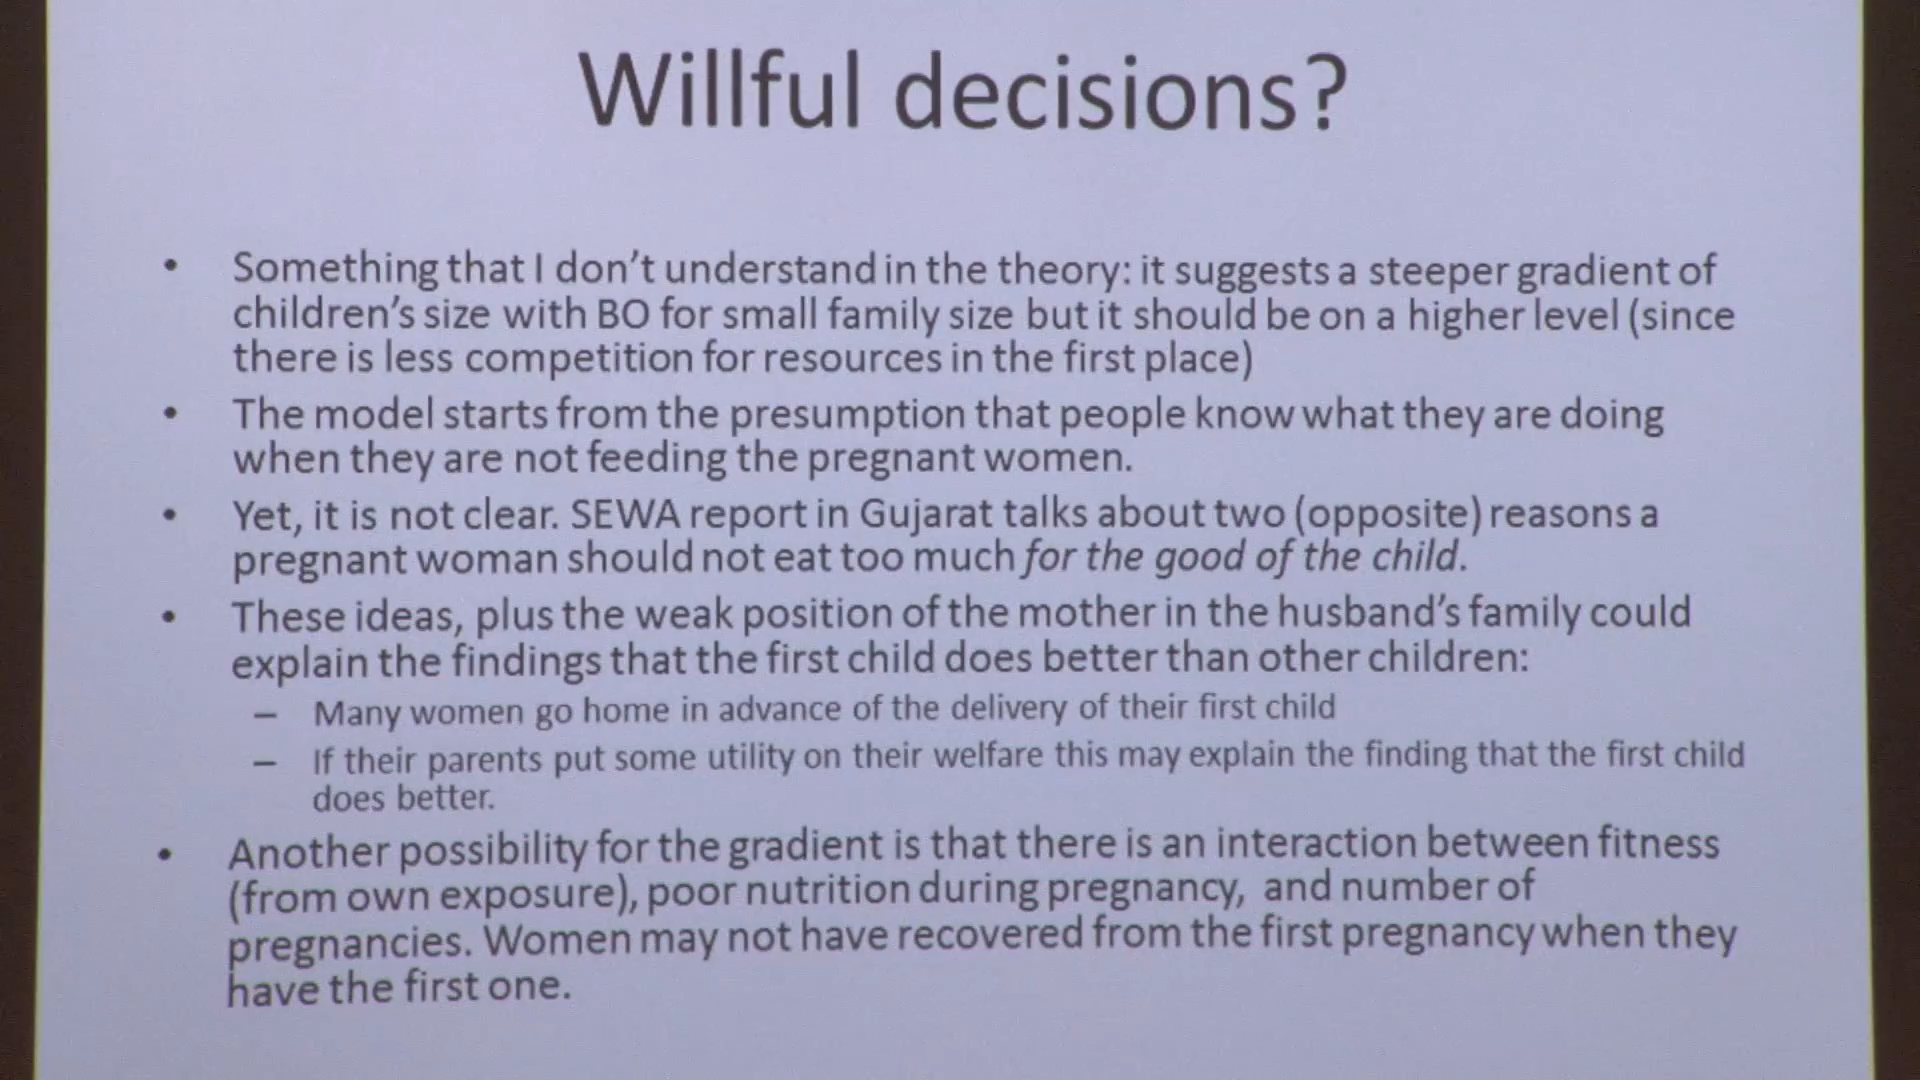 Willful decisions?
• Something that I don't understand in the theory: it suggests a steeper gradient of
children's size with BO for small family size but it should be on a higher level (since
there is less competition for resources in the first place)
• The model starts from the presumption that people know what they are doing
when they are not feeding the pregnant women.
• Yet, it is not clear. SEWA report in Gujarat talks about two (opposite) reasons a
pregnant woman should not eat too much for the good of the child.
• These ideas, plus the weak position of the mother in the husband's family could
explain the findings that the first child does better than other children:
– Many women go home in advance of the delivery of their first child
– If their parents put some utility on their welfare this may explain the finding that the first child
does better.
• Another possibility for the gradient is that there is an interaction between fitness
(from own exposure), poor nutrition during pregnancy, and number of
pregnancies. Women may not have recovered from the first pregnancy when they
have the first one.